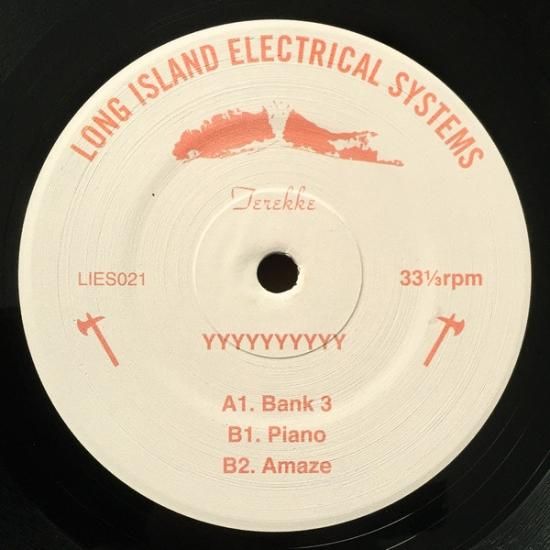 LONG ISLAND ELECTRICAL SYSTEMS
Terekke
LIES021
33⅓rpm
YYYYYYYYYY
A1. Bank 3
B1. Piano
B2. Amaze